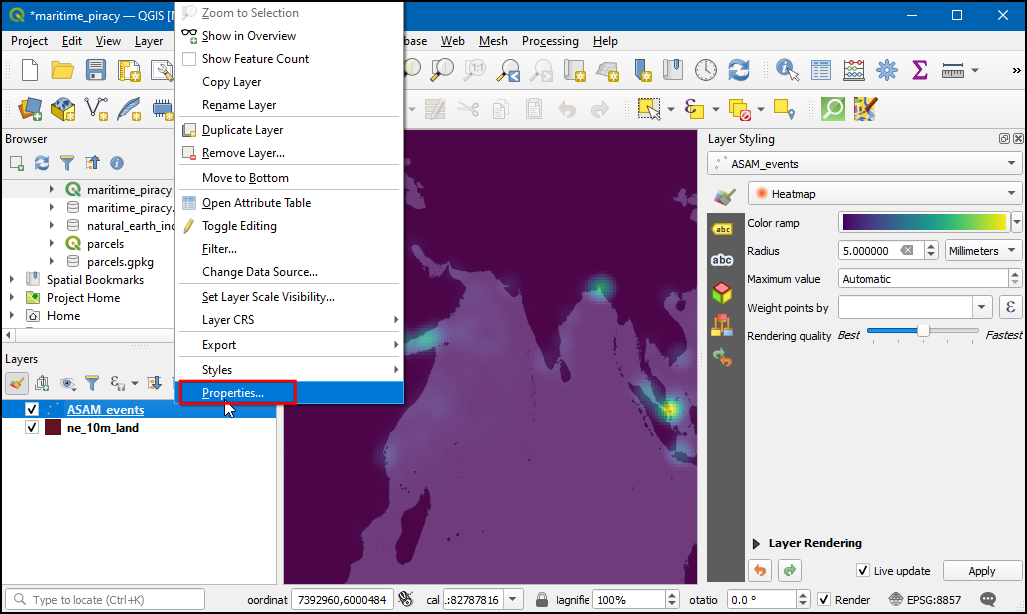 *maritime_piracy — QGIS [
Project Edit View Layer
base Web Mesh Processing Help
Zoom to Selection
Show in Overview
Show Feature Count
Copy Layer
Rename Layer
Duplicate Layer
Remove Layer...
Move to Bottom
Open Attribute Table
Toggle Editing
Filter...
Change Data Source...
Set Layer Scale Visibility...
Layer CRS
Export
Styles
Properties...
1:1
»
Browser
maritime_piracy
maritime_piracy.
natural_earth_ind
parcels
parcels.gpkg
Spatial Bookmarks
Project Home
Home
Layers
ASAM_events
ne_10m_land
Layer Styling
ASAM_events
Heatmap
abc
abc
Color ramp
Radius 5.000000 Millimeters
Maximum value Automatic
Weight points by ε
Rendering quality Best Fastest
Layer Rendering
Live update Apply
Type to locate (Ctrl+K)
oordinat 7392960,6000484 cal :82787816 lagnifie 100% otatio 0.0 ° Render EPSG:8857